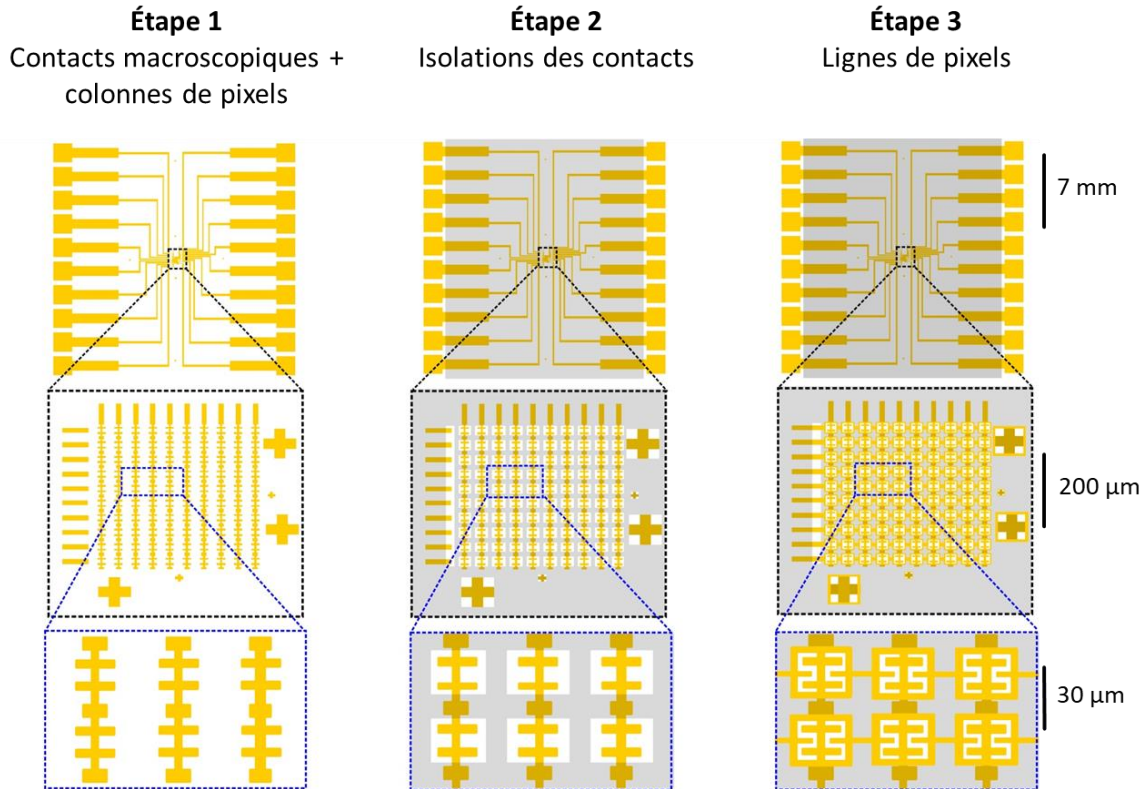 Étape 1
Contacts macroscopiques +
colonnes de pixels
Étape 2
Isolations des contacts
Étape 3
Lignes de pixels
7 mm
200 µm
30 µm